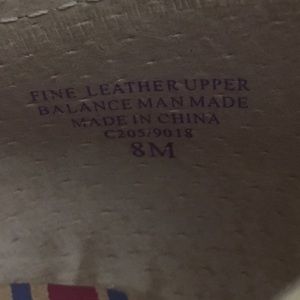 FINE LEATHER UPPER
BALANCE MAN MADE
MADE IN CHINA
C205/9018
8M